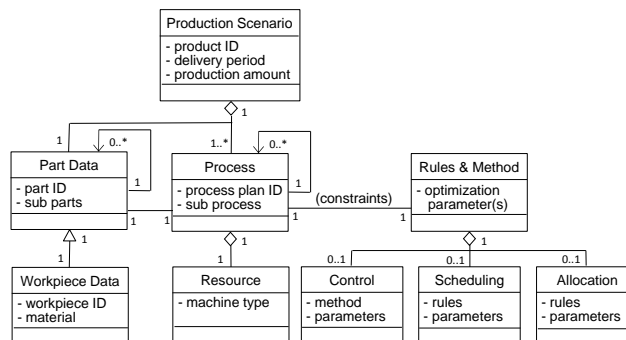 Production Scenario
- product ID
- delivery period
- production amount
1
1
0..*
1..*
0..*
Part Data
- part ID
- sub parts
1
Process
- process plan ID
- sub process
1
Rules & Method
- optimization
parameter(s)
(constraints)
1
1
1
1
1
1
1
1
1
1
0..1
0..1
0..1
Workpiece Data
- workpiece ID
- material
Resource
- machine type
Control
- method
- parameters
Scheduling
- rules
- parameters
Allocation
- rules
- parameters